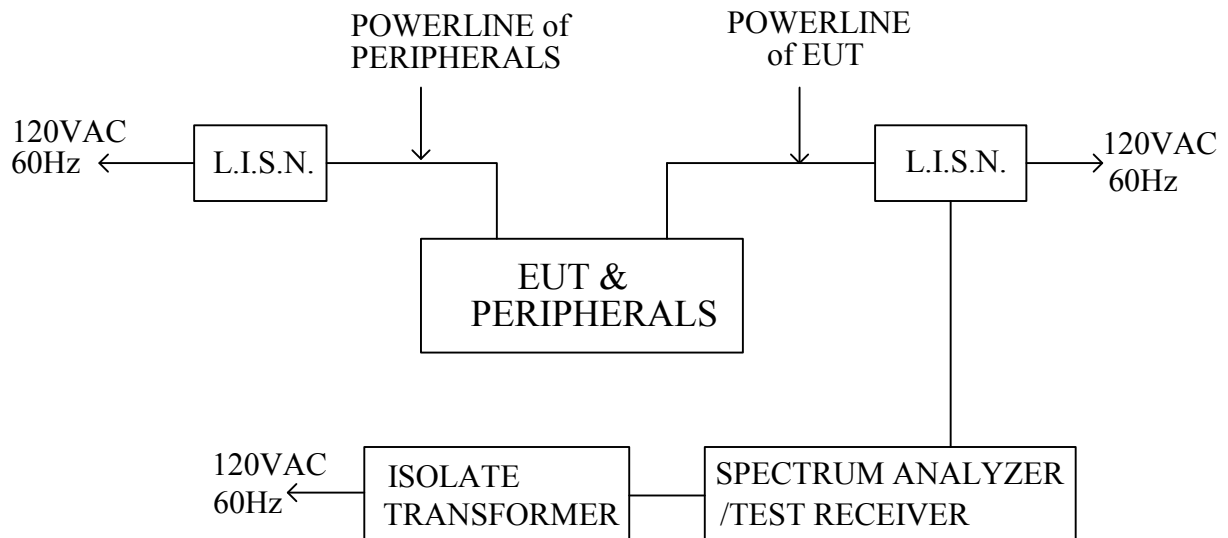 POWERLINE of
PERIPHERALS
POWERLINE
of EUT
120VAC
60Hz
L.I.S.N.
L.I.S.N.
120VAC
60Hz
EUT &
PERIPHERALS
120VAC
60Hz
ISOLATE
TRANSFORMER
SPECTRUM ANALYZER
/TEST RECEIVER